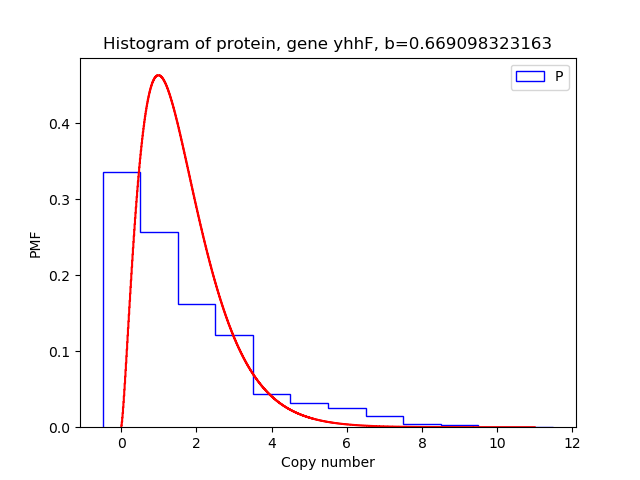 Histogram of protein, gene yhhF, b=0.669098323163
P
PMF
0.4
0.3
0.2
0.1
0.0
0 2 4 6 8 10 12
Copy number